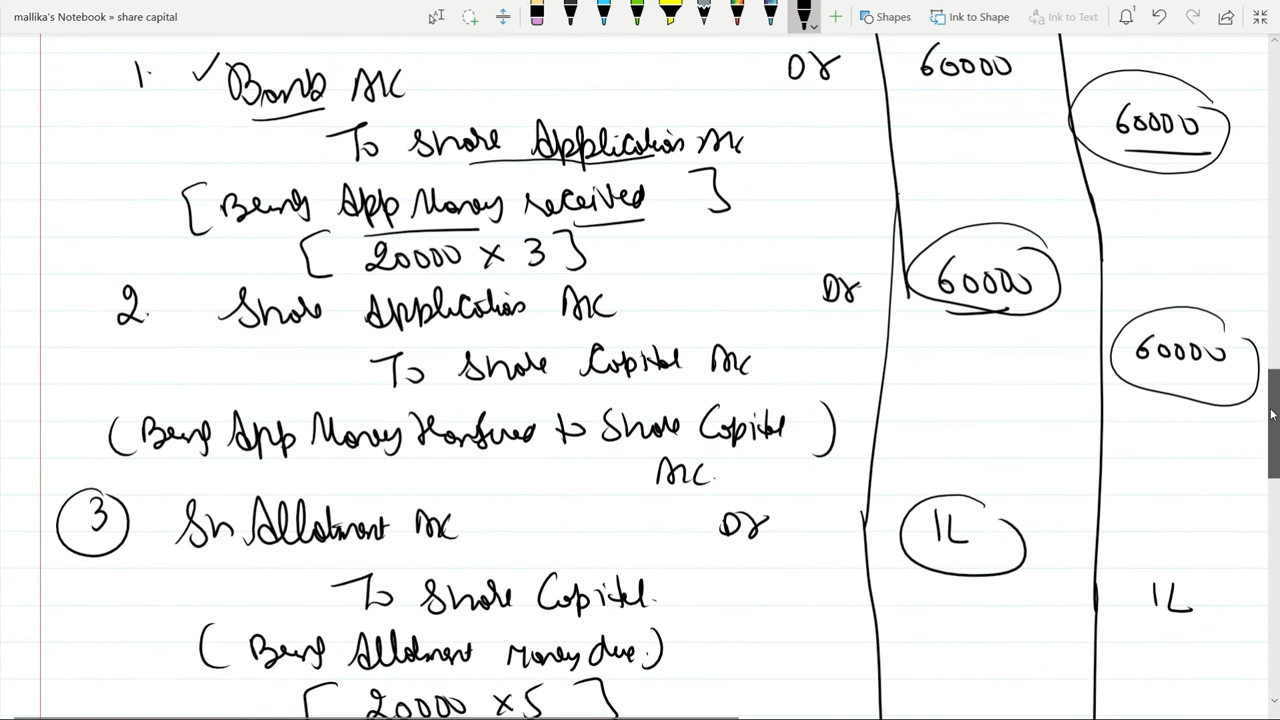 mallika's Notebook » share capital
Shapes Ink to Shape Ink to Text
1. ✓ Bank A/c Dr 60000
To Share Application A/c 60000
[Being App Money received]
[20000 × 3]
2. Share Application A/c Dr 60000
To Share Capital A/c 60000
(Being App Money transfered to Share Capital)
A/c.
3 Sh Allotment A/c Dr 1L
To Share Capital. 1L
(Being Allotment money due.)
[20000 × 5]